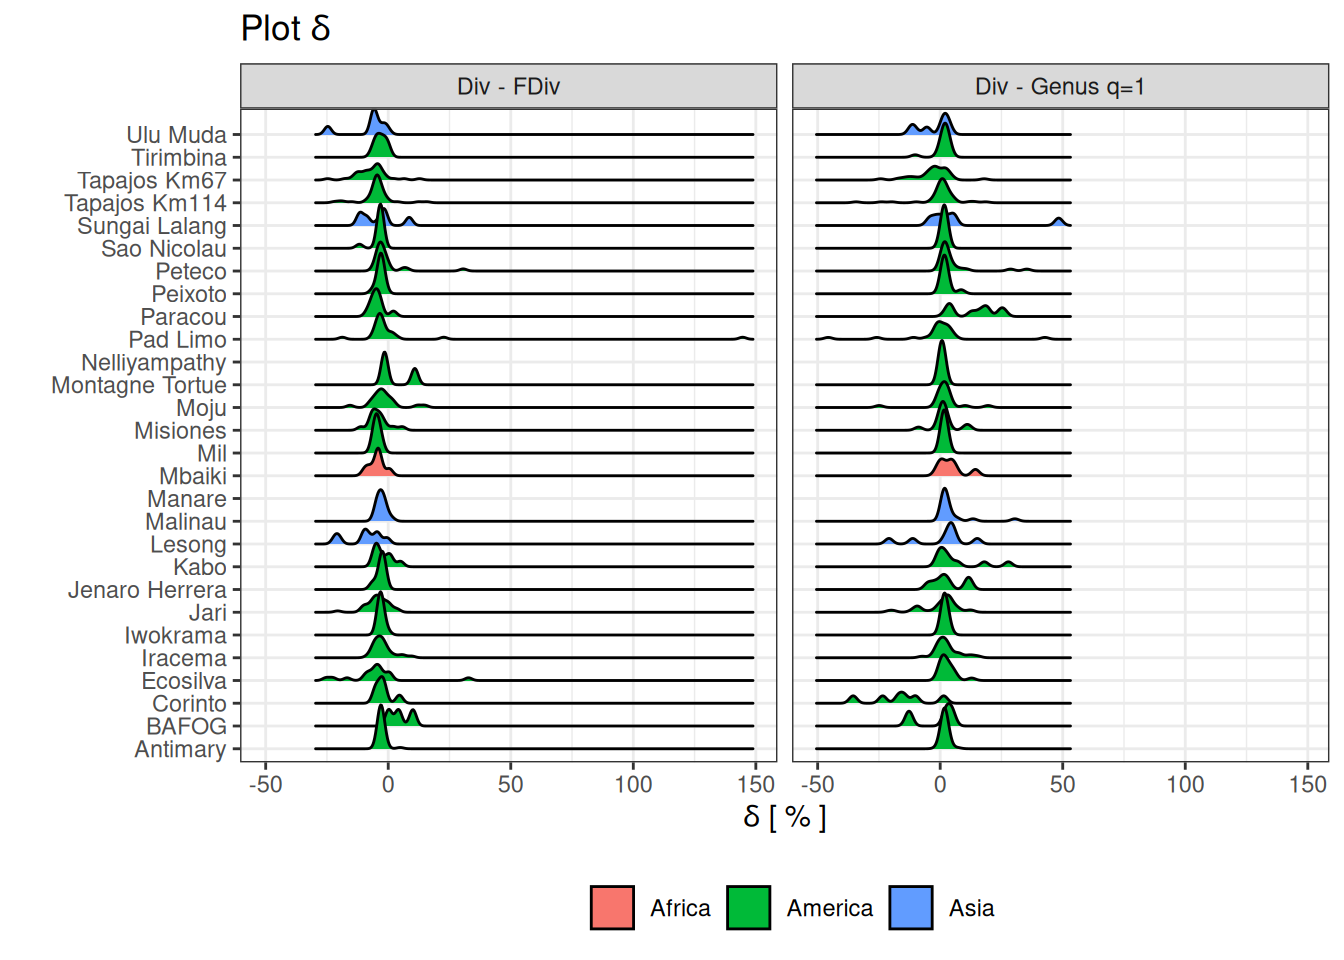 Plot δ
Div - FDiv
Div - Genus q=1
Ulu Muda
Tirimbina
Tapajos Km67
Tapajos Km114
Sungai Lalang
Sao Nicolau
Peteco
Peixoto
Paracou
Pad Limo
Nelliyampathy
Montagne Tortue
Moju
Misiones
Mil
Mbaiki
Manare
Malinau
Lesong
Kabo
Jenaro Herrera
Jari
Iwokrama
Iracema
Ecosilva
Corinto
BAFOG
Antimary
-50 0 50 100 150
-50 0 50 100 150
δ [ % ]
Africa
America
Asia